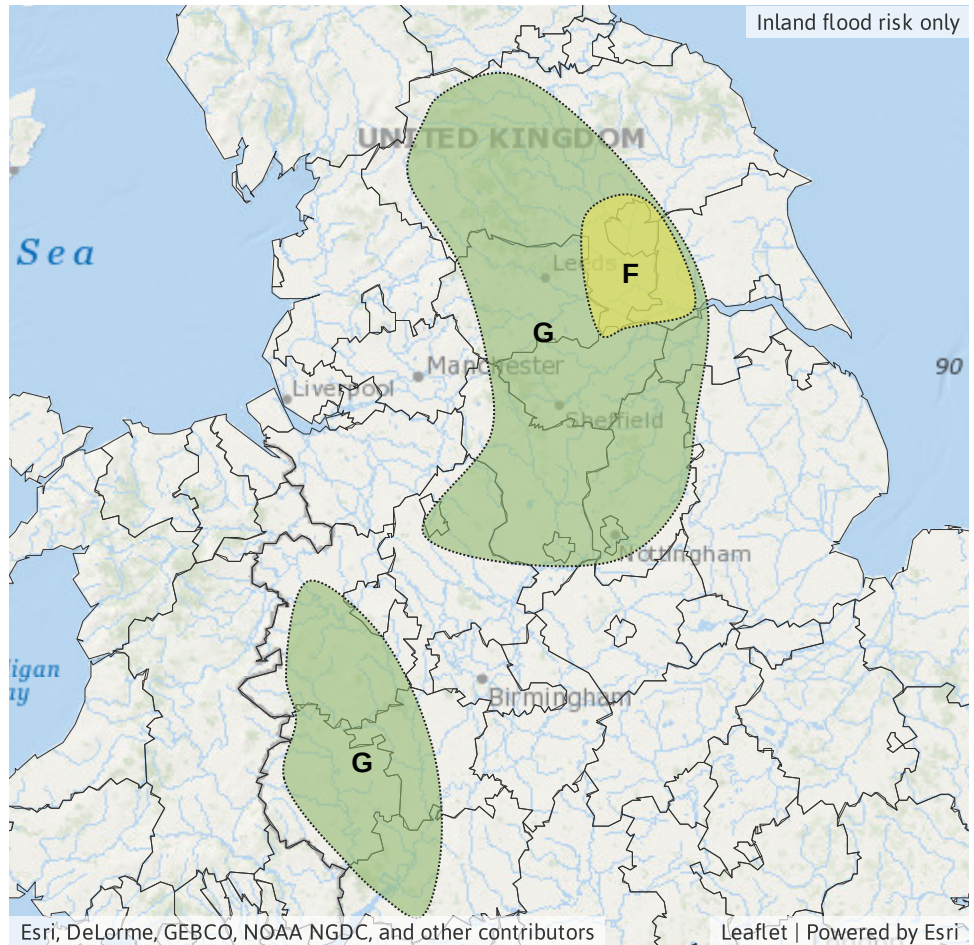 Inland flood risk only
UNITED KINGDOM
Sea
Leeds
F
G
Manchester
90
Liverpool
Sheffield
Nottingham
igan
ay
Birmingham
G
Esri, DeLorme, GEBCO, NOAA NGDC, and other contributors
Leaflet | Powered by Esri